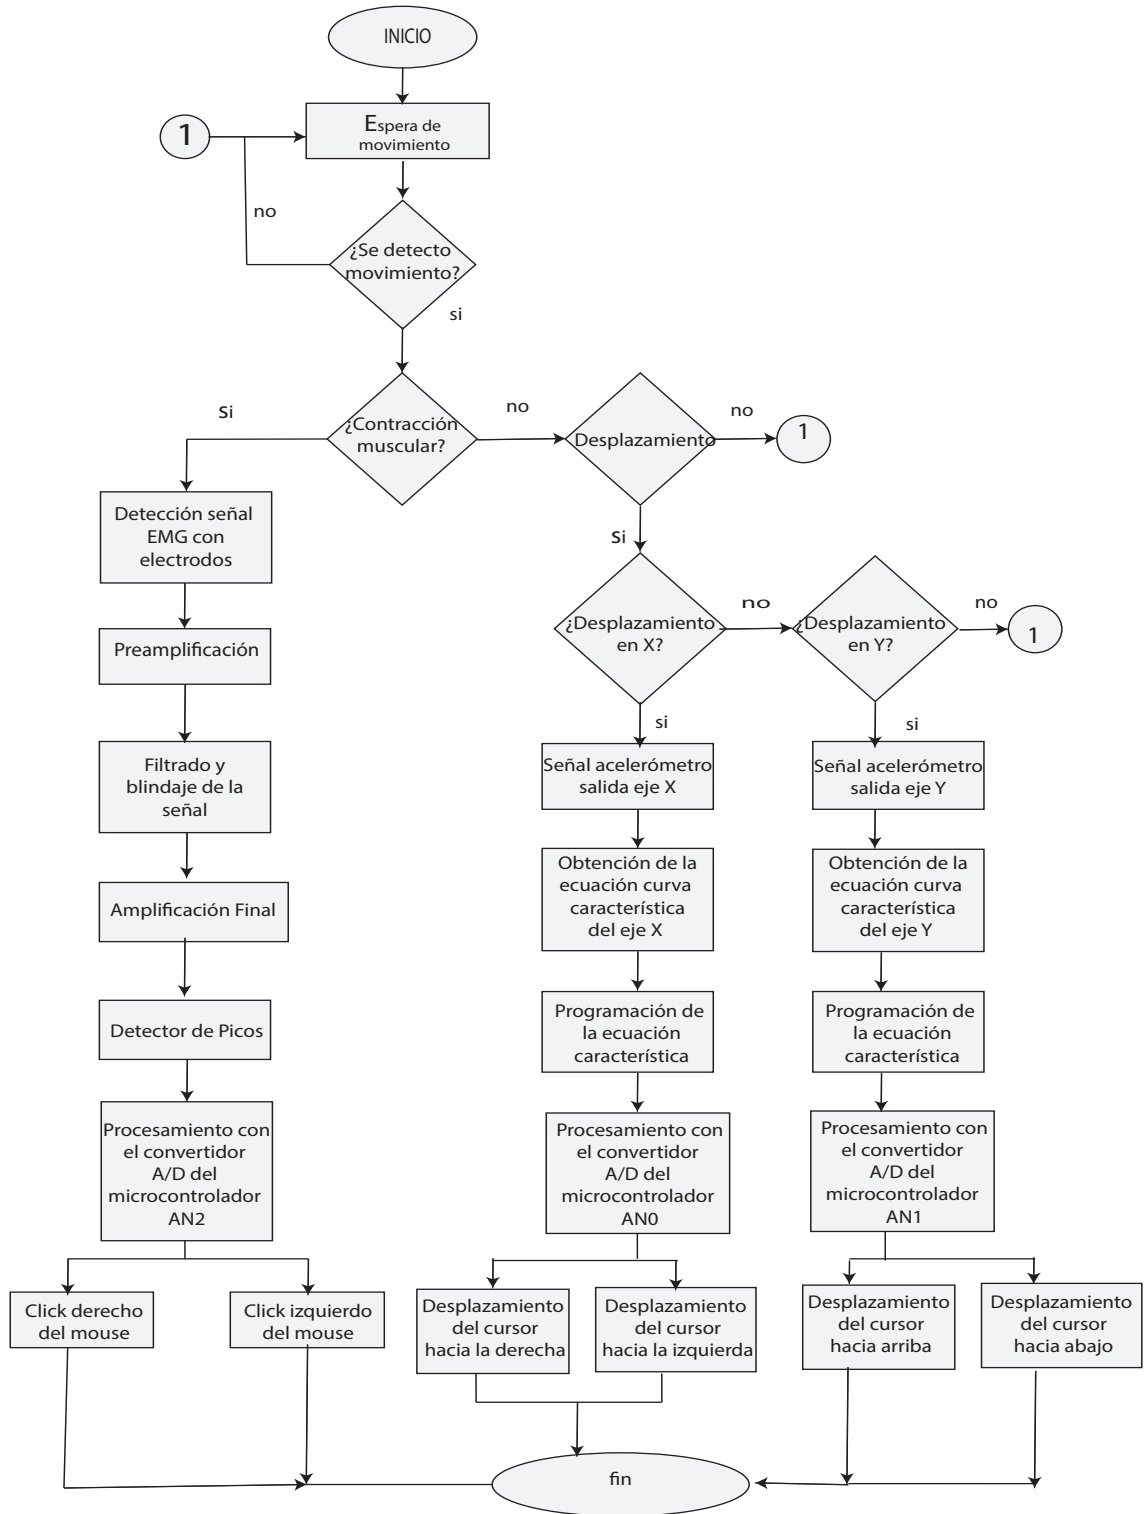 INICIO
1
Espera de
movimiento
no
¿Se detecto
movimiento?
si
Si
¿Contracción
muscular?
no
Desplazamiento
no
1
Detección señal
EMG con
electrodos
Si
Preamplificación
¿Desplazamiento
en X?
no
¿Desplazamiento
en Y?
no
1
si
si
Filtrado y
blindaje de la
señal
Señal acelerómetro
salida eje X
Señal acelerómetro
salida eje Y
Amplificación Final
Obtención de la
ecuación curva
característica
del eje X
Obtención de la
ecuación curva
característica
del eje Y
Detector de Picos
Programación de
la ecuación
característica
Programación de
la ecuación
característica
Procesamiento con
el convertidor
A/D del
microcontrolador
AN2
Procesamiento con
el convertidor
A/D del
microcontrolador
AN0
Procesamiento con
el convertidor
A/D del
microcontrolador
AN1
Click derecho
del mouse
Click izquierdo
del mouse
Desplazamiento
del cursor
hacia la derecha
Desplazamiento
del cursor
hacia la izquierda
Desplazamiento
del cursor
hacia arriba
Desplazamiento
del cursor
hacia abajo
fin